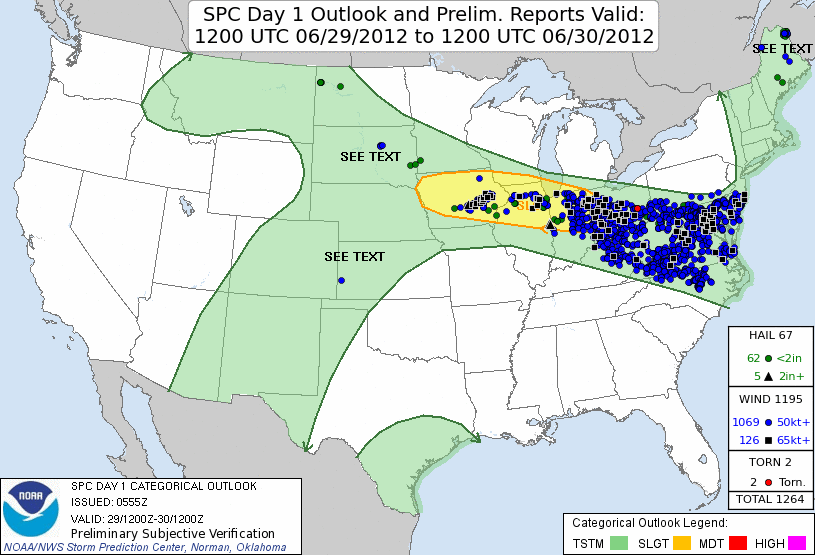 SPC Day 1 Outlook and Prelim. Reports Valid:
1200 UTC 06/29/2012 to 1200 UTC 06/30/2012
SEE TEXT
SEE TEXT
SL
SEE TEXT
HAIL 67
62 <2in
5 2in+
WIND 1195
1069 50kt+
126 65kt+
TORN 2
2 Torn.
TOTAL 1264
NOAA
SPC DAY 1 CATEGORICAL OUTLOOK
ISSUED: 0555Z
VALID: 29/1200Z-30/1200Z
Preliminary Subjective Verification
NOAA/NWS Storm Prediction Center, Norman, Oklahoma
Categorical Outlook Legend:
TSTM SLGT MDT HIGH